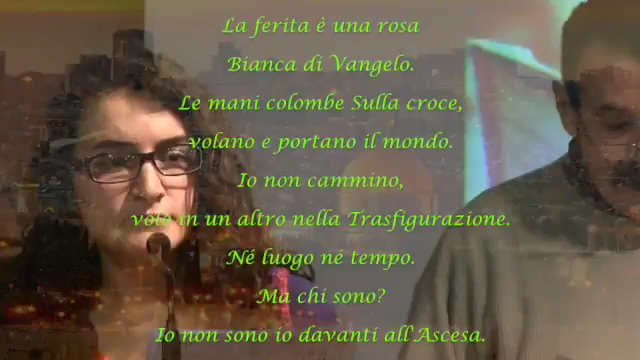 La ferita è una rosa
Bianca di Vangelo.
Le mani colombe Sulla croce,
volano e portano il mondo.
Io non cammino,
volo in un altro nella Trasfigurazione.
Né luogo né tempo.
Ma chi sono?
Io non sono io davanti all'Ascesa.